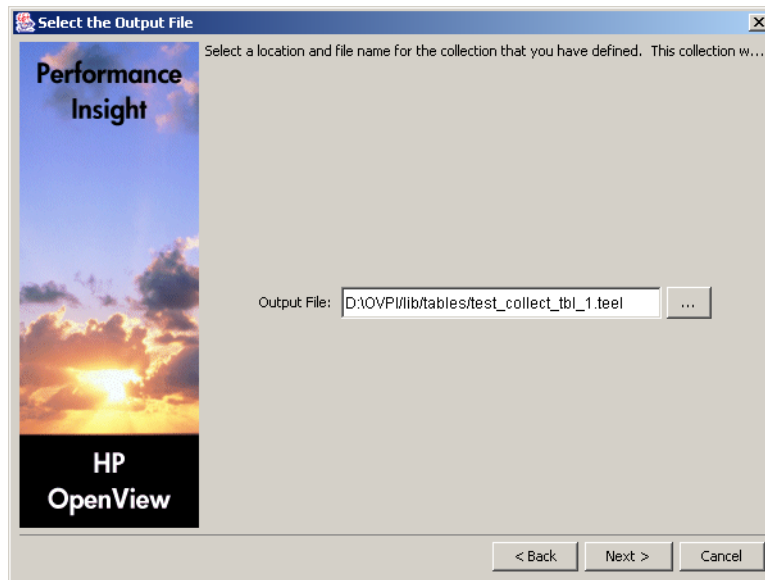 Select the Output File
Performance
Insight
Select a location and file name for the collection that you have defined. This collection w...
Output File: D:\OVPI/lib/tables/test_collect_tbl_1.teel ...
HP
OpenView
< Back Next > Cancel